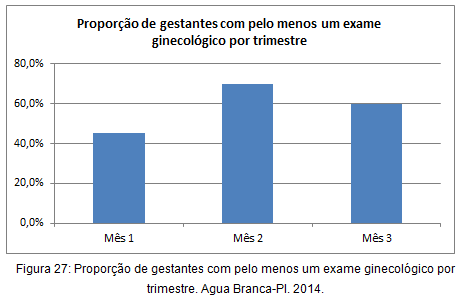 Proporção de gestantes com pelo menos um exame
ginecológico por trimestre
80,0%
60,0%
40,0%
20,0%
0,0%
Mês 1 Mês 2 Mês 3
Figura 27: Proporção de gestantes com pelo menos um exame ginecológico por
trimestre. Agua Branca-PI. 2014.